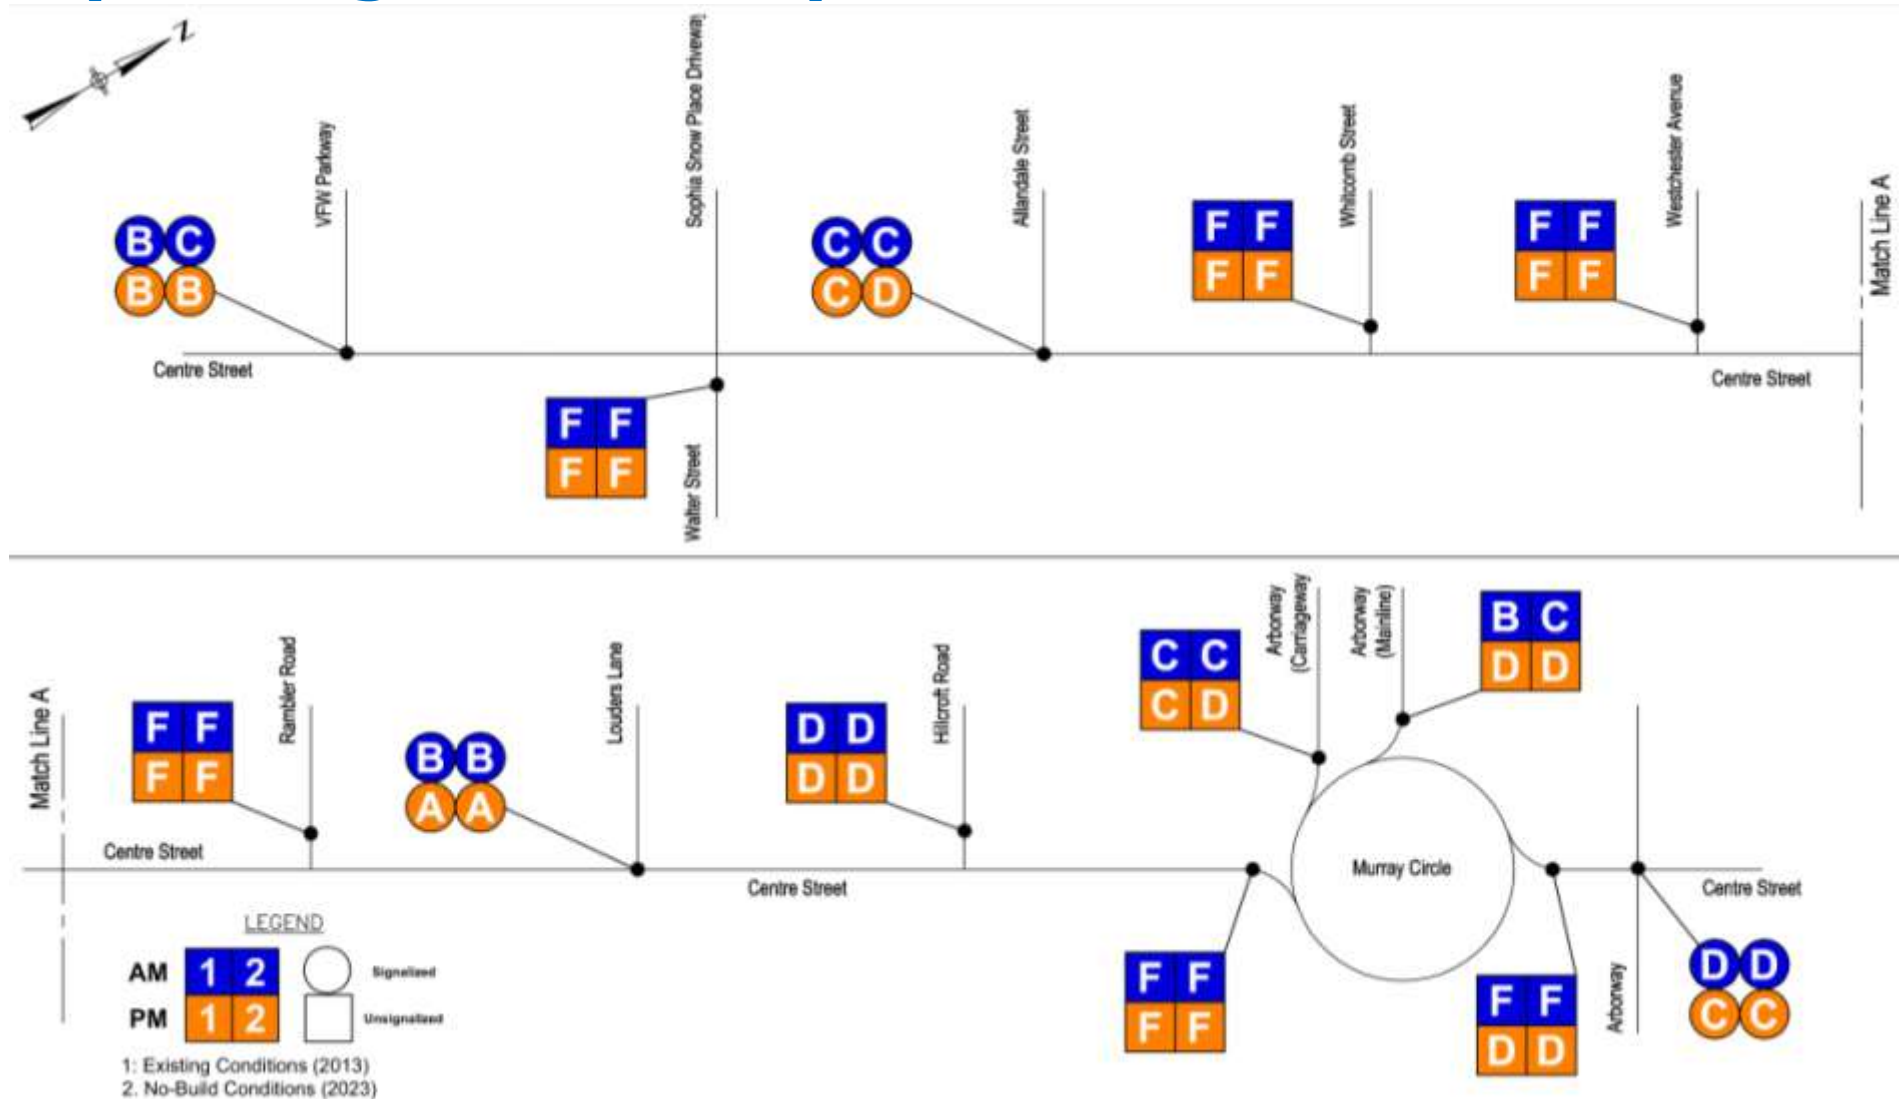 Z
VFW Parkway
Sophia Snow Place Driveway
Allandale Street
Whitcomb Street
Westchester Avenue
Match Line A
B C
B B
C C
C D
F F
F F
F F
F F
Centre Street
Centre Street
F F
F F
Walter Street
Match Line A
Rambler Road
Louders Lane
Hillcroft Road
Arborway
(Carriageway
Arborway
(Mainline)
F F
F F
B B
A A
D D
D D
C C
C D
B C
D D
Centre Street
Centre Street
Murray Circle
Centre Street
F F
F F
F F
D D
Arborway
D D
C C
LEGEND
AM 1 2 Signalized
PM 1 2 Unsignalized
1: Existing Conditions (2013)
2. No-Build Conditions (2023)